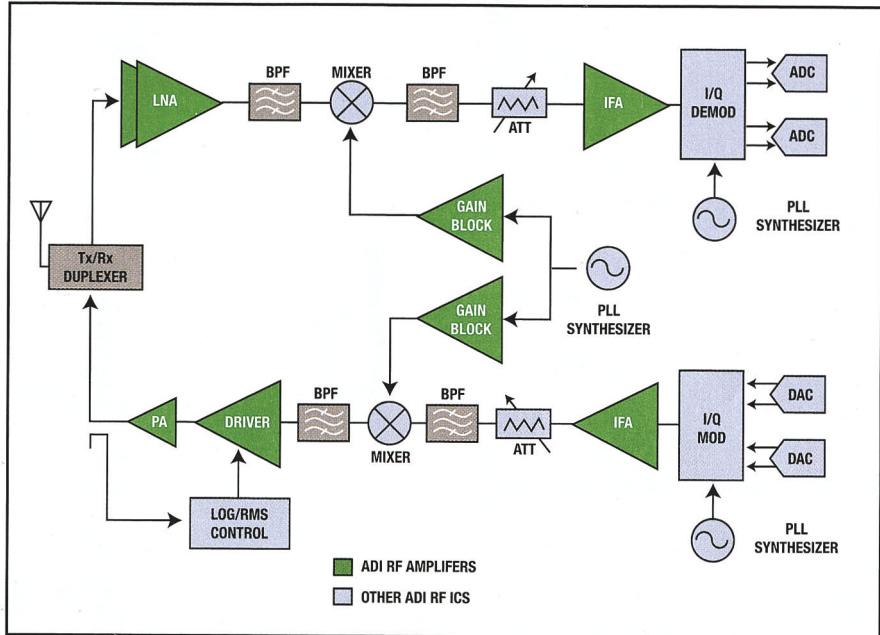 BPF
MIXER
BPF
LNA
ATT
IFA
I/Q
DEMOD
ADC
ADC
PLL
SYNTHESIZER
GAIN
BLOCK
Tx/Rx
DUPLEXER
GAIN
BLOCK
PLL
SYNTHESIZER
PA
DRIVER
BPF
MIXER
BPF
ATT
IFA
I/Q
MOD
DAC
DAC
PLL
SYNTHESIZER
LOG/RMS
CONTROL
ADI RF AMPLIFERS
OTHER ADI RF ICS